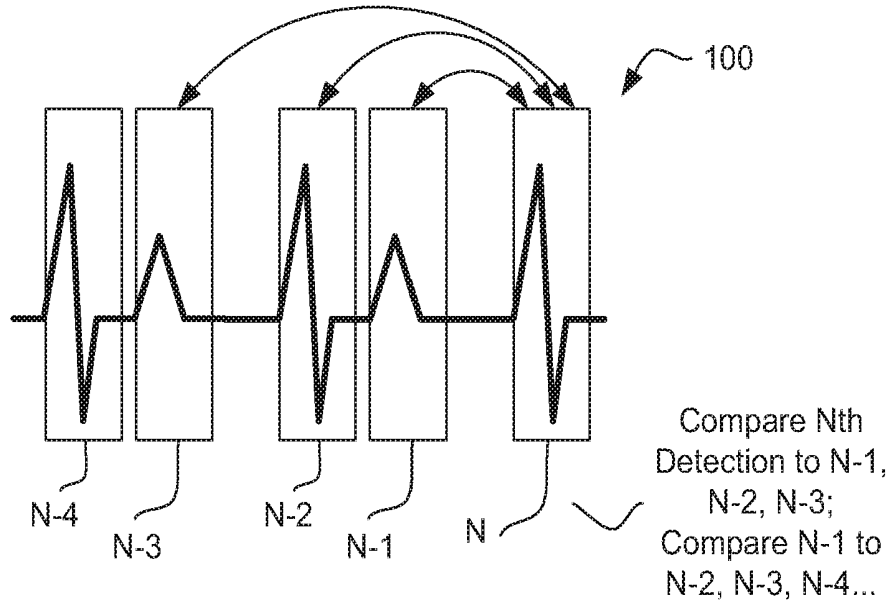 100
N-4
N-3
N-2
N-1
N
Compare Nth
Detection to N-1,
N-2, N-3;
Compare N-1 to
N-2, N-3, N-4...